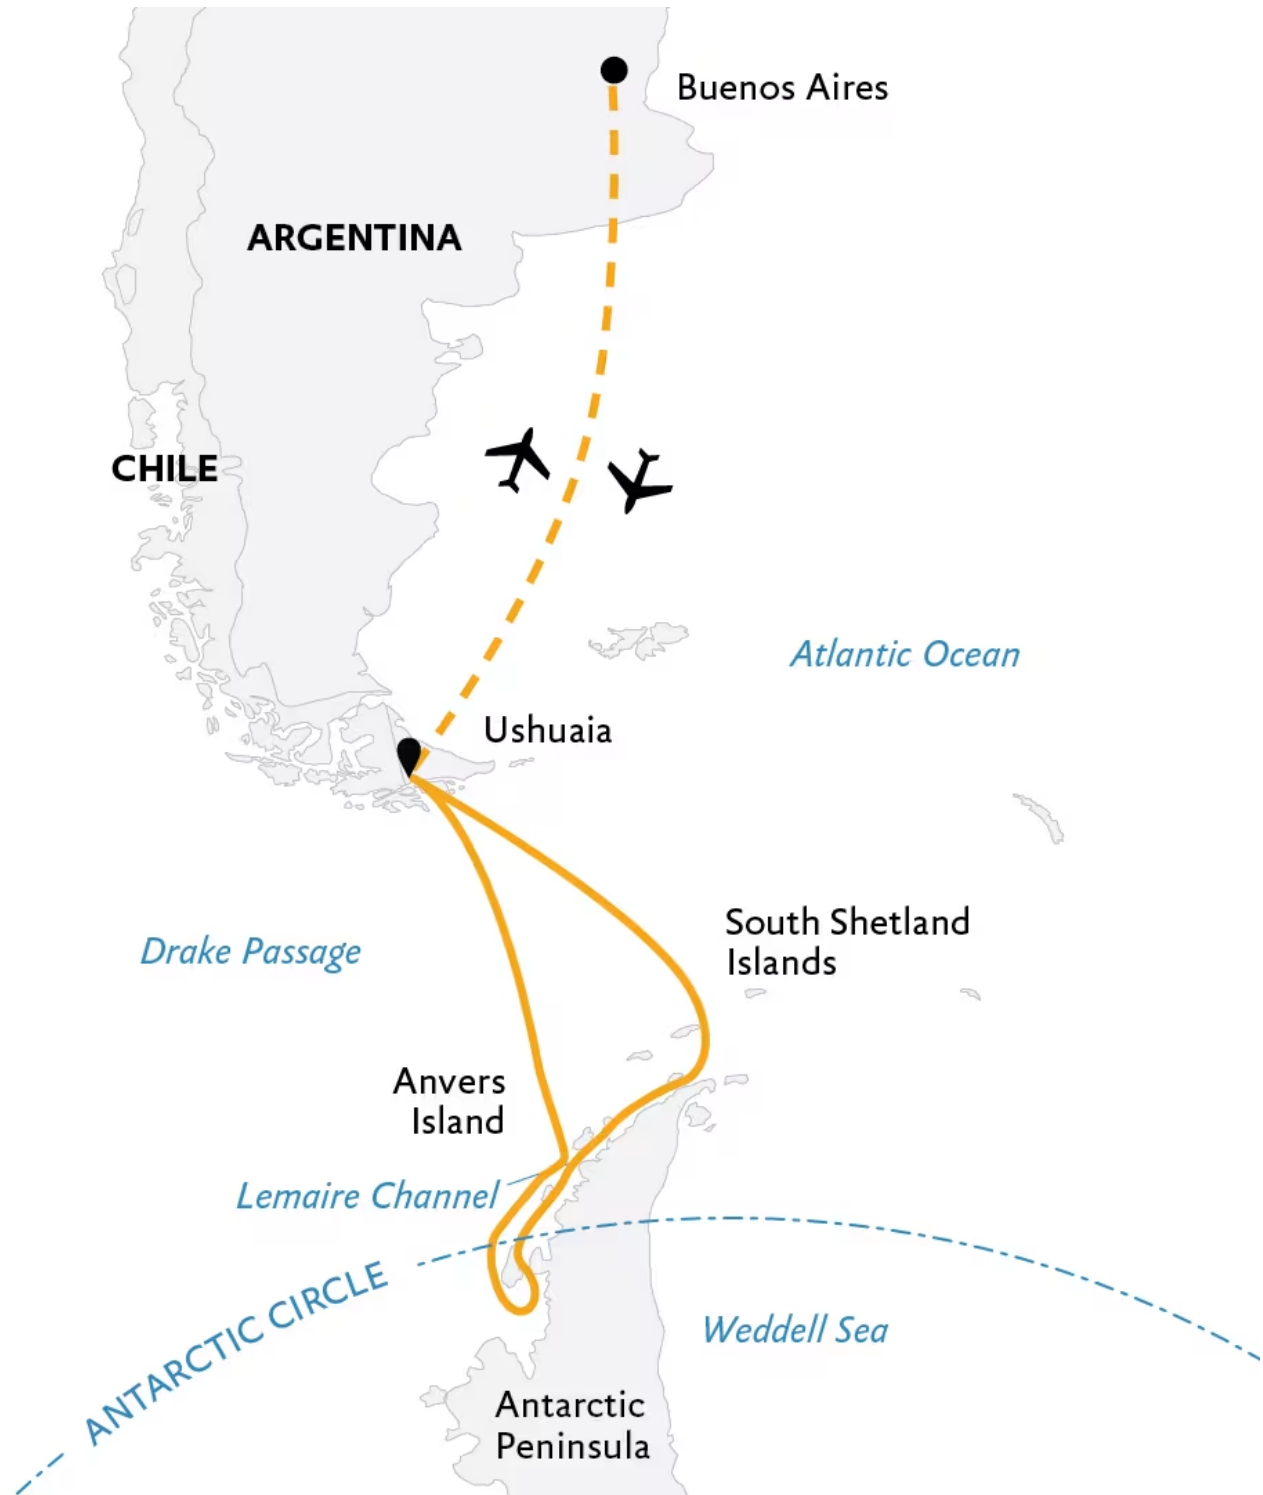 Buenos Aires
ARGENTINA
CHILE
Atlantic Ocean
Ushuaia
South Shetland
Islands
Drake Passage
Anvers
Island
Lemaire Channel
ANTARCTIC CIRCLE
Weddell Sea
Antarctic
Peninsula